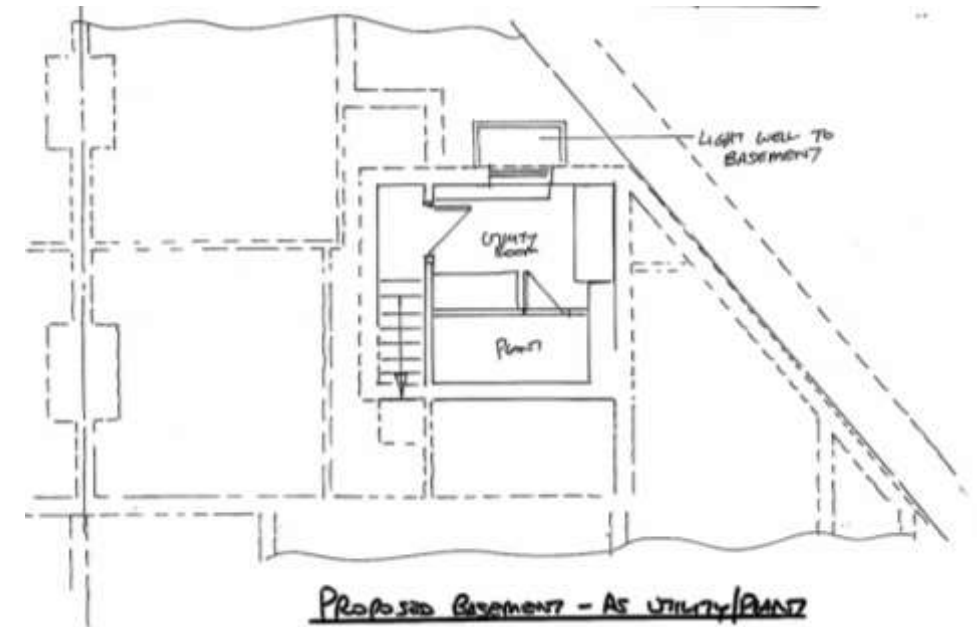 LIGHT WELL TO
BASEMENT
UTILITY
ROOM
PLANT
PROPOSED BASEMENT - AS UTILITY/PLANT